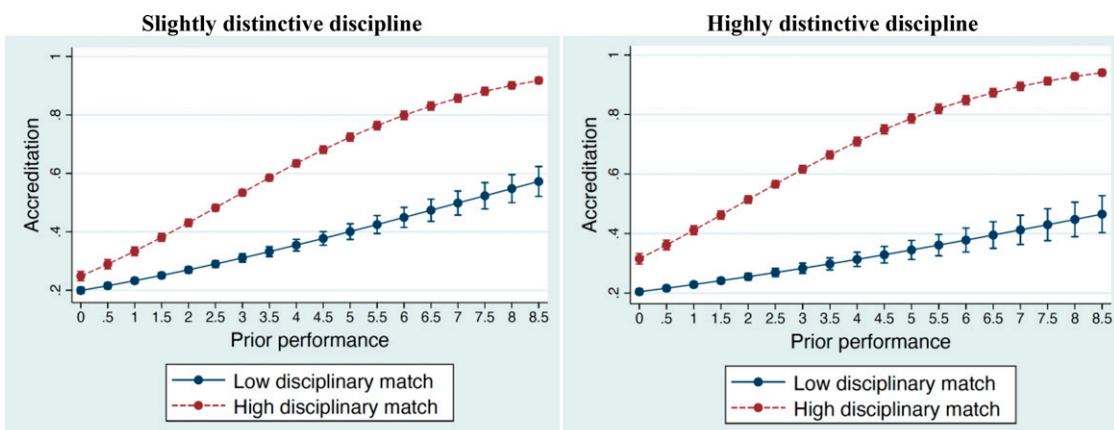 Slightly distinctive discipline
1
.8
.6
.4
.2
Accreditation
0 .5 1 1.5 2 2.5 3 3.5 4 4.5 5 5.5 6 6.5 7 7.5 8 8.5
Prior performance
Low disciplinary match
High disciplinary match
Highly distinctive discipline
1
.8
.6
.4
.2
Accreditation
0 .5 1 1.5 2 2.5 3 3.5 4 4.5 5 5.5 6 6.5 7 7.5 8 8.5
Prior performance
Low disciplinary match
High disciplinary match